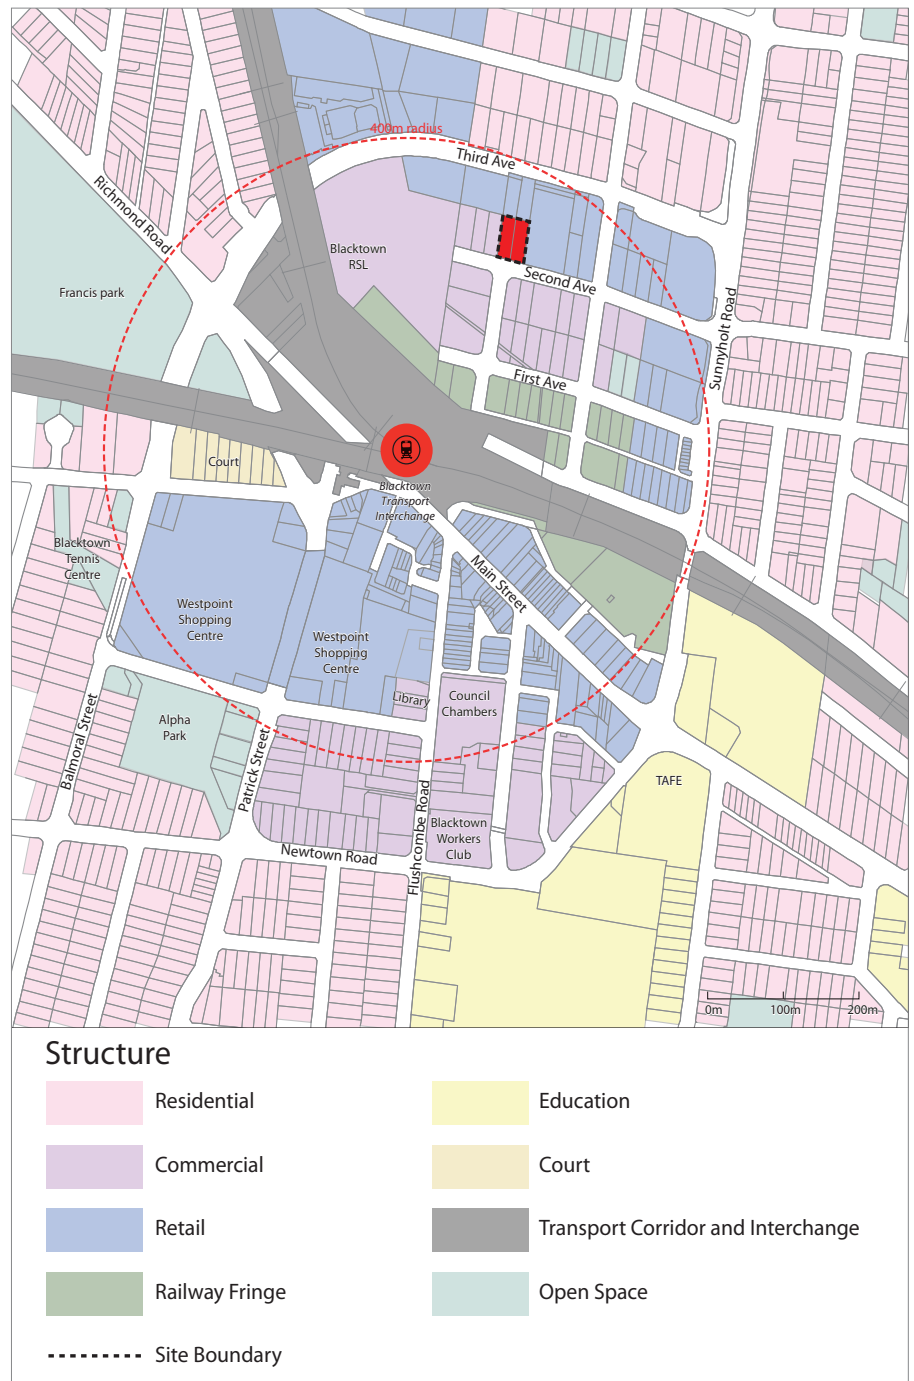 400m radius
Third Ave
Richmond Road
Blacktown
RSL
Francis park
Second Ave
Sunnyholt Road
First Ave
Court
Blacktown
Transport
Interchange
Blacktown
Tennis
Centre
Main Street
Westpoint
Shopping
Centre
Westpoint
Shopping
Centre
Library
Council
Chambers
Balmoral Street
Alpha
Park
Patrick Street
TAFE
Flushcombe Road
Blacktown
Workers
Club
Newtown Road
0m 100m 200m
Structure
Residential
Education
Commercial
Court
Retail
Transport Corridor and Interchange
Railway Fringe
Open Space
Site Boundary